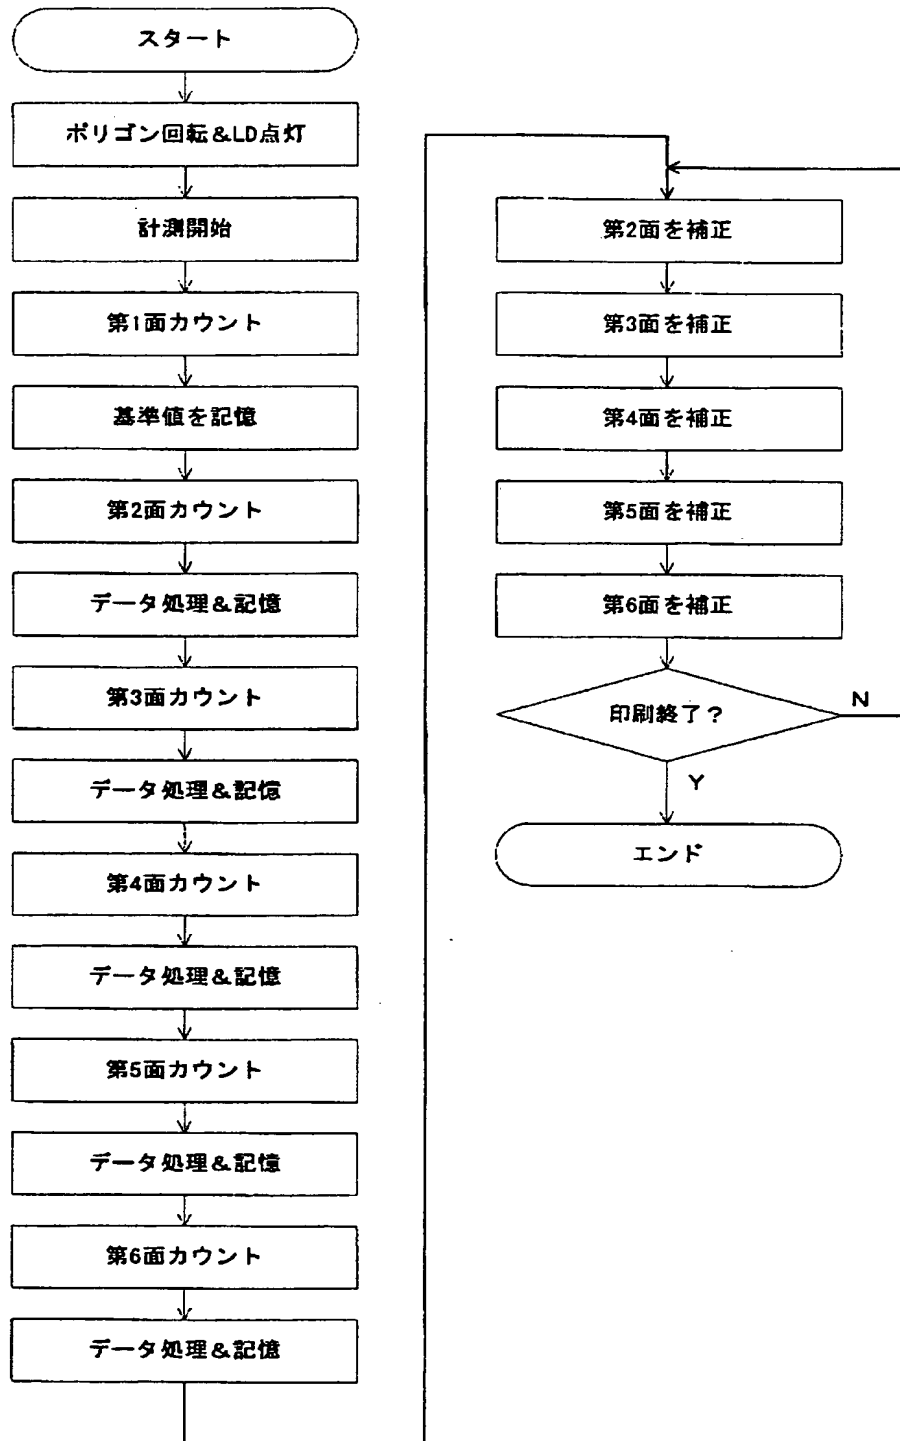 スタート
ポリゴン回転&LD点灯
計測開始
第1面カウント
基準値を記憶
第2面カウント
データ処理&記憶
第3面カウント
データ処理&記憶
第4面カウント
データ処理&記憶
第5面カウント
データ処理&記憶
第6面カウント
データ処理&記憶
第2面を補正
第3面を補正
第4面を補正
第5面を補正
第6面を補正
印刷終了?
N
Y
エンド